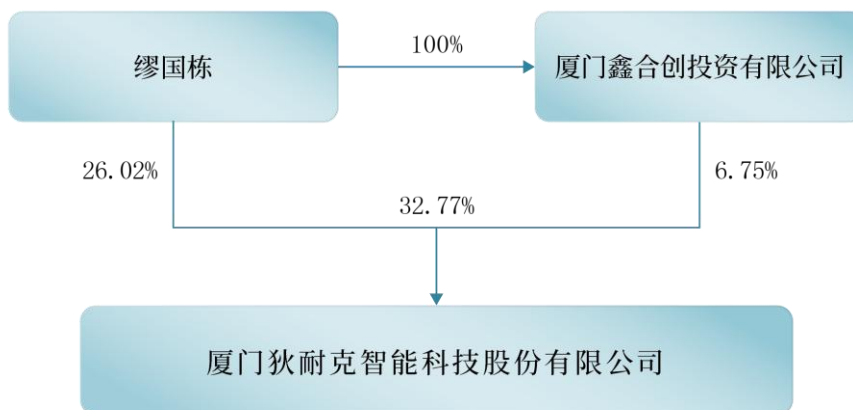 缪国栋
100%
厦门鑫合创投资有限公司
26.02%
6.75%
32.77%
厦门狄耐克智能科技股份有限公司